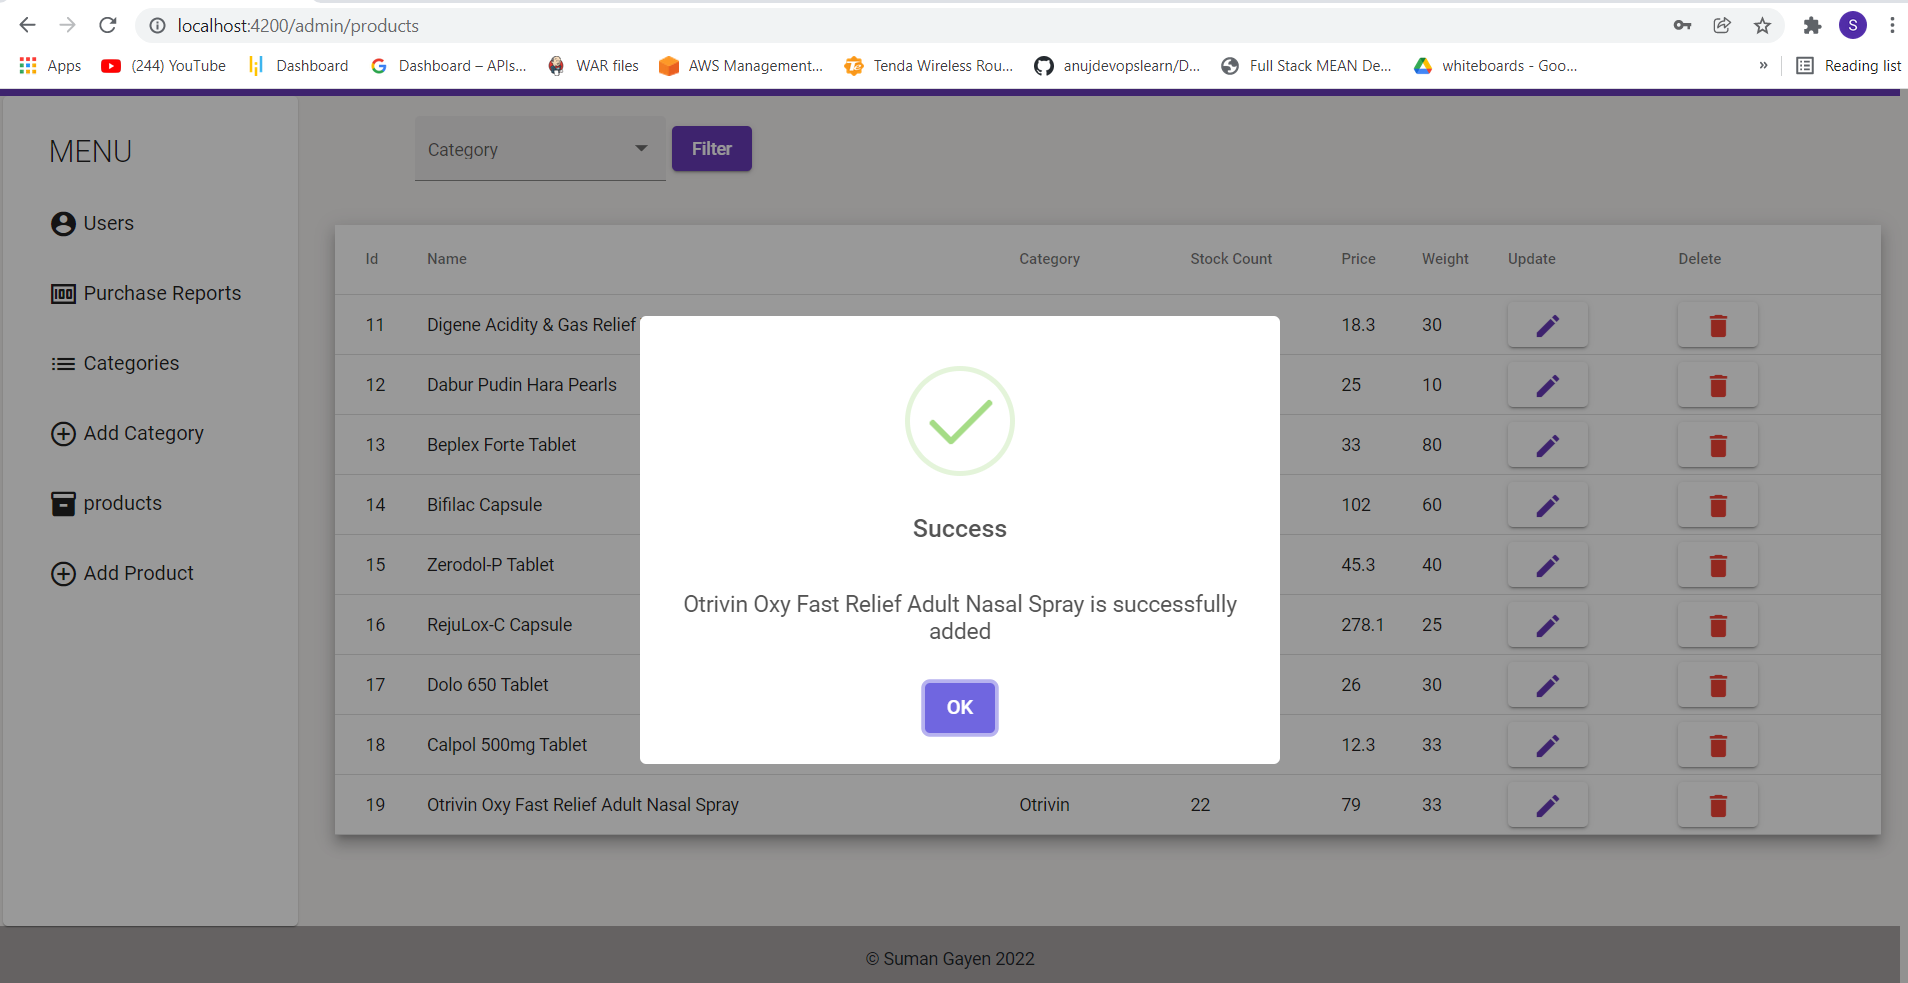 localhost:4200/admin/products
S
Apps
(244) YouTube
Dashboard
Dashboard – APIs...
WAR files
AWS Management...
Tenda Wireless Rou...
anujdevopslearn/D...
Full Stack MEAN De...
whiteboards - Goo...
»
Reading list
MENU
Users
Purchase Reports
Categories
Add Category
products
Add Product
Category
Filter
Id Name Category Stock Count Price Weight Update Delete
11 Digene Acidity & Gas Relief 18.3 30
12 Dabur Pudin Hara Pearls 25 10
13 Beplex Forte Tablet 33 80
14 Bifilac Capsule 102 60
15 Zerodol-P Tablet 45.3 40
16 RejuLox-C Capsule 278.1 25
17 Dolo 650 Tablet 26 30
18 Calpol 500mg Tablet 12.3 33
19 Otrivin Oxy Fast Relief Adult Nasal Spray Otrivin 22 79 33
Success
Otrivin Oxy Fast Relief Adult Nasal Spray is successfully
added
OK
© Suman Gayen 2022